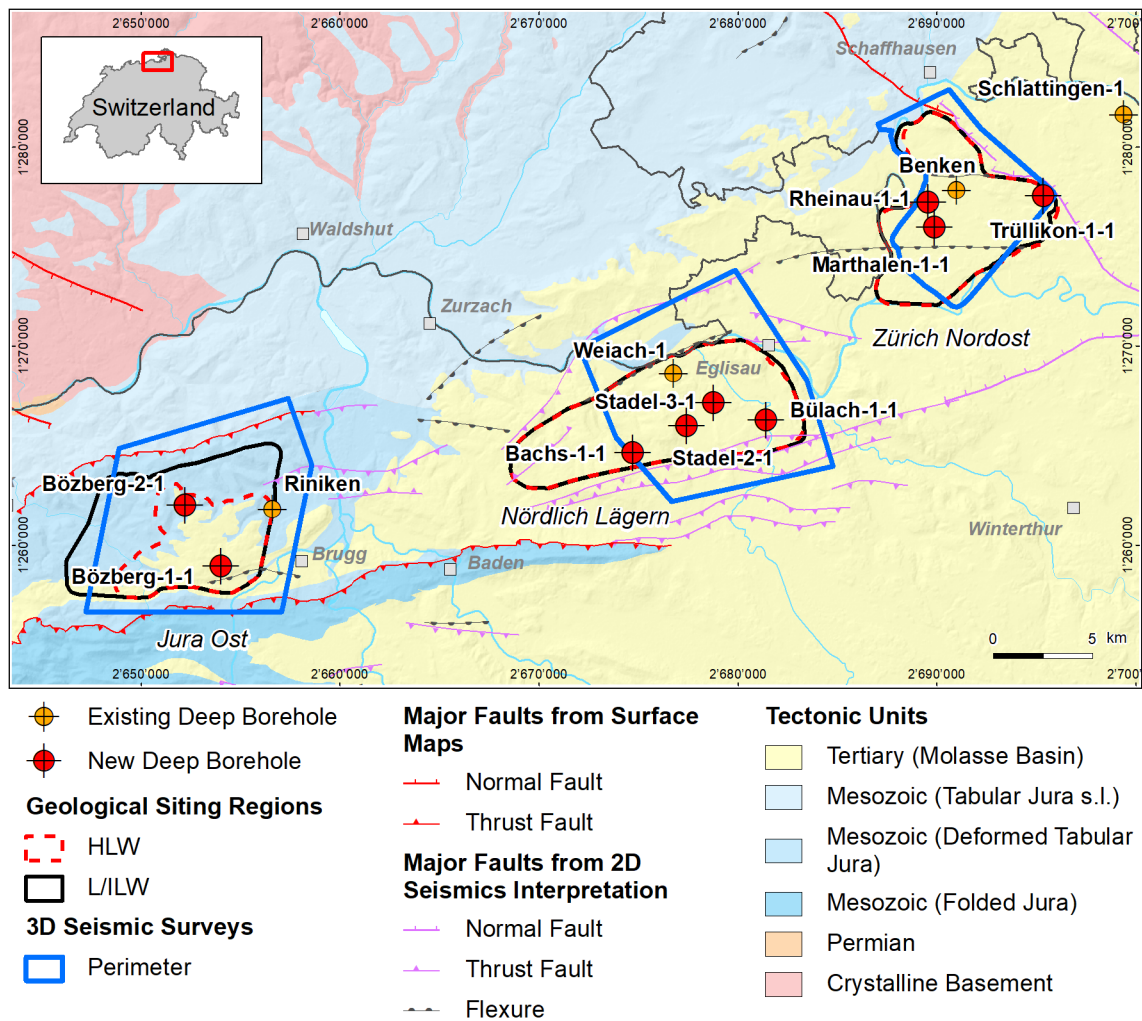 2'650'000
2'660'000
2'670'000
2'680'000
2'690'000
2'700
Switzerland
Schaffhausen
Schlattingen-1
1'280'000
1'280'000
Benken
Rheinau-1-1
Trüllikon-1-1
Waldshut
Marthalen-1-1
Zurzach
Zürich Nordost
1'270'000
1'270'000
Weiach-1
Eglisau
Stadel-3-1
Bülach-1-1
Bachs-1-1
Stadel-2-1
Bözberg-2-1
Riniken
Nördlich Lägern
Winterthur
1'260'000
1'260'000
Brugg
Baden
Bözberg-1-1
Jura Ost
0 5
km
2'650'000
2'660'000
2'670'000
2'680'000
2'690'000
2'700
Existing Deep Borehole
New Deep Borehole
Geological Siting Regions
HLW
L/ILW
3D Seismic Surveys
Perimeter
Major Faults from Surface
Maps
Normal Fault
Thrust Fault
Major Faults from 2D
Seismics Interpretation
Normal Fault
Thrust Fault
Flexure
Tectonic Units
Tertiary (Molasse Basin)
Mesozoic (Tabular Jura s.l.)
Mesozoic (Deformed Tabular
Jura)
Mesozoic (Folded Jura)
Permian
Crystalline Basement